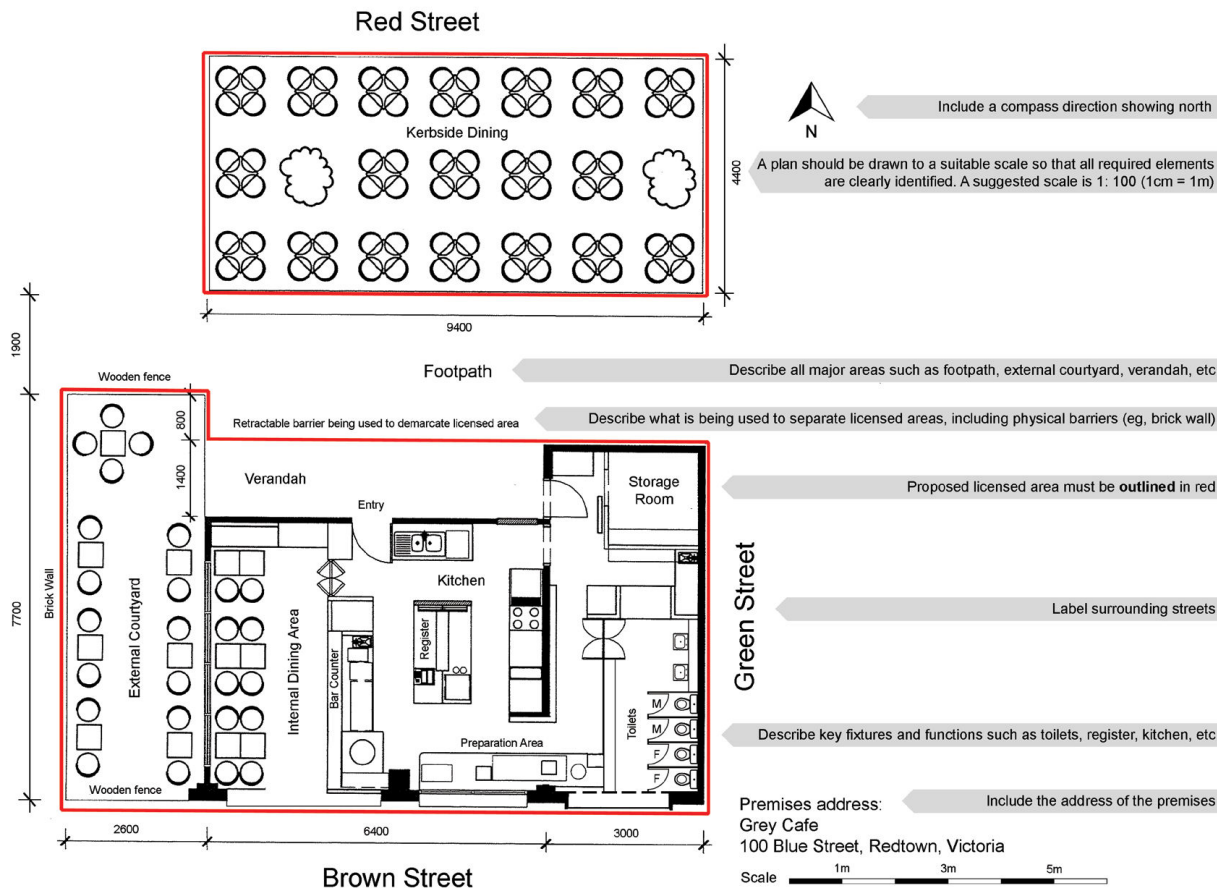 Red Street
Kerbside Dining
4400
9400
N
Include a compass direction showing north
A plan should be drawn to a suitable scale so that all required elements
are clearly identified. A suggested scale is 1: 100 (1cm = 1m)
1900
Footpath
Describe all major areas such as footpath, external courtyard, verandah, etc
Wooden fence
800
Retractable barrier being used to demarcate licensed area
Describe what is being used to separate licensed areas, including physical barriers (eg, brick wall)
1400
Verandah
Entry
Storage
Room
Proposed licensed area must be outlined in red
7700
Brick Wall
External Courtyard
Internal Dining Area
Bar Counter
Kitchen
Register
Preparation Area
Toilets
M
M
F
F
Green Street
Label surrounding streets
Describe key fixtures and functions such as toilets, register, kitchen, etc
Wooden fence
2600
6400
3000
Brown Street
Premises address:
Grey Cafe
100 Blue Street, Redtown, Victoria
Include the address of the premises
Scale
1m
3m
5m